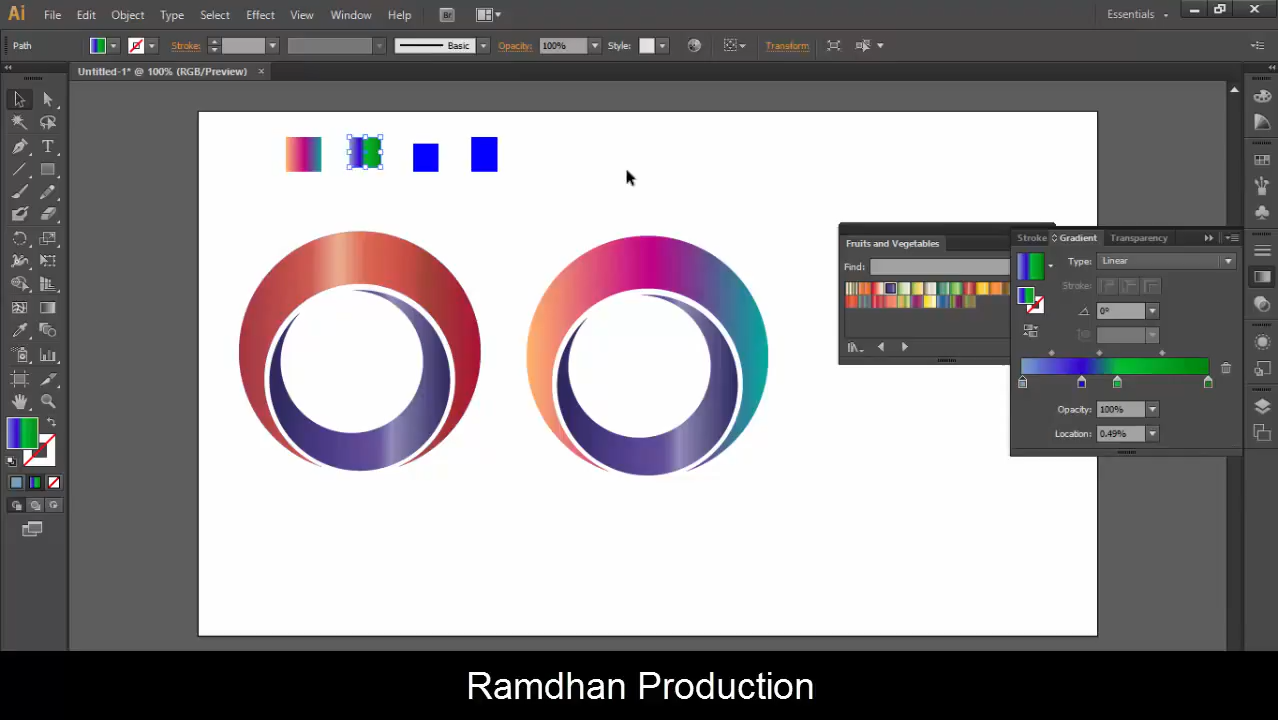 Ai File Edit Object Type Select Effect View Window Help Br Essentials
Path Stroke: Basic Opacity: 100% Style: Transform
Untitled-1* @ 100% (RGB/Preview)
Stroke Gradient Transparency
Fruits and Vegetables
Type: Linear
Find:
Stroke:
0°
Opacity: 100%
Location: 0.49%
Ramdhan Production